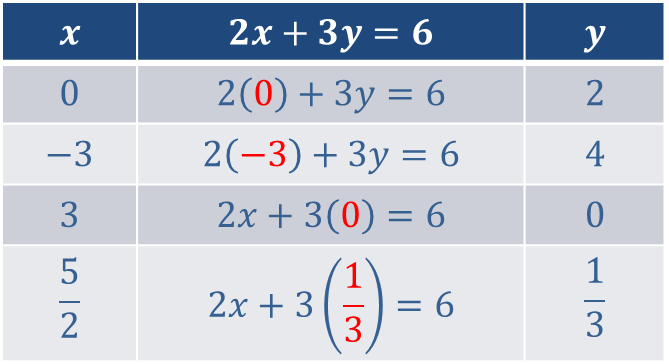 x 2x + 3y = 6 y
0 2(0) + 3y = 6 2
−3 2(−3) + 3y = 6 4
3 2x + 3(0) = 6 0
5/2 2x + 3(1/3) = 6 1/3